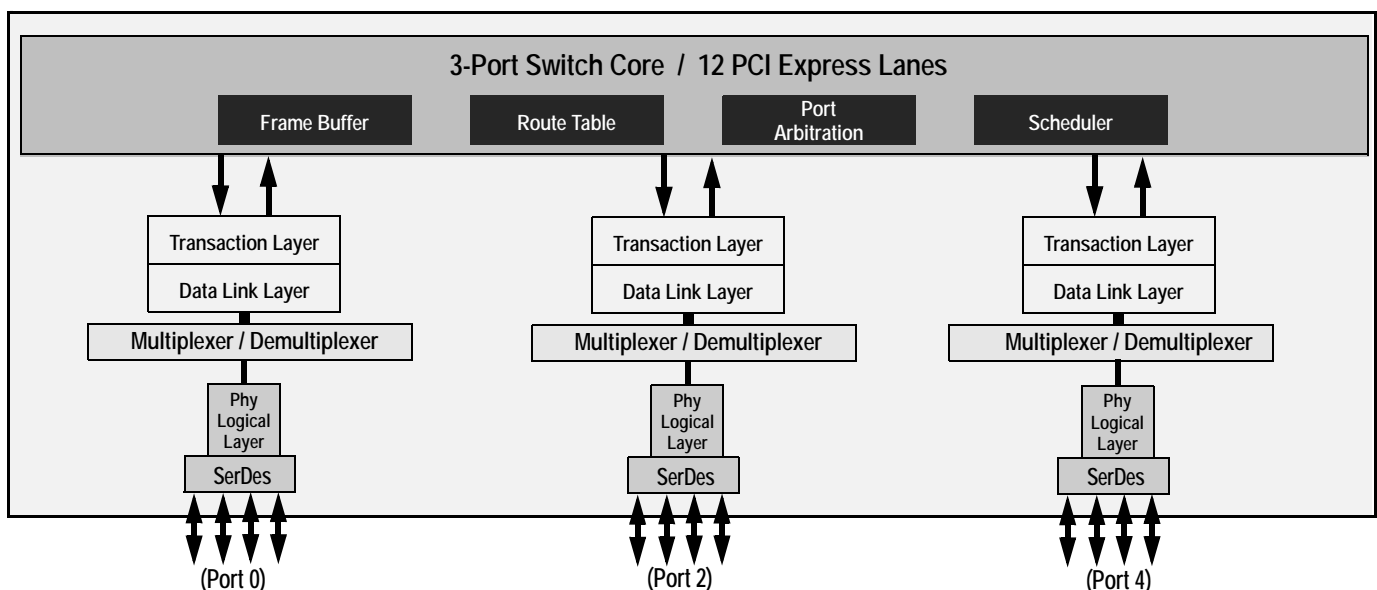 3-Port Switch Core / 12 PCI Express Lanes
Frame Buffer
Route Table
Port
Arbitration
Scheduler
Transaction Layer
Data Link Layer
Multiplexer / Demultiplexer
Phy
Logical
Layer
SerDes
(Port 0)
Transaction Layer
Data Link Layer
Multiplexer / Demultiplexer
Phy
Logical
Layer
SerDes
(Port 2)
Transaction Layer
Data Link Layer
Multiplexer / Demultiplexer
Phy
Logical
Layer
SerDes
(Port 4)